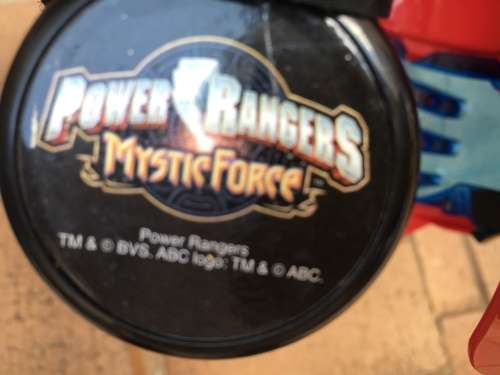 POWER RANGERS
MYSTIC FORCE
Power Rangers
TM & © BVS. ABC logo: TM & © ABC.